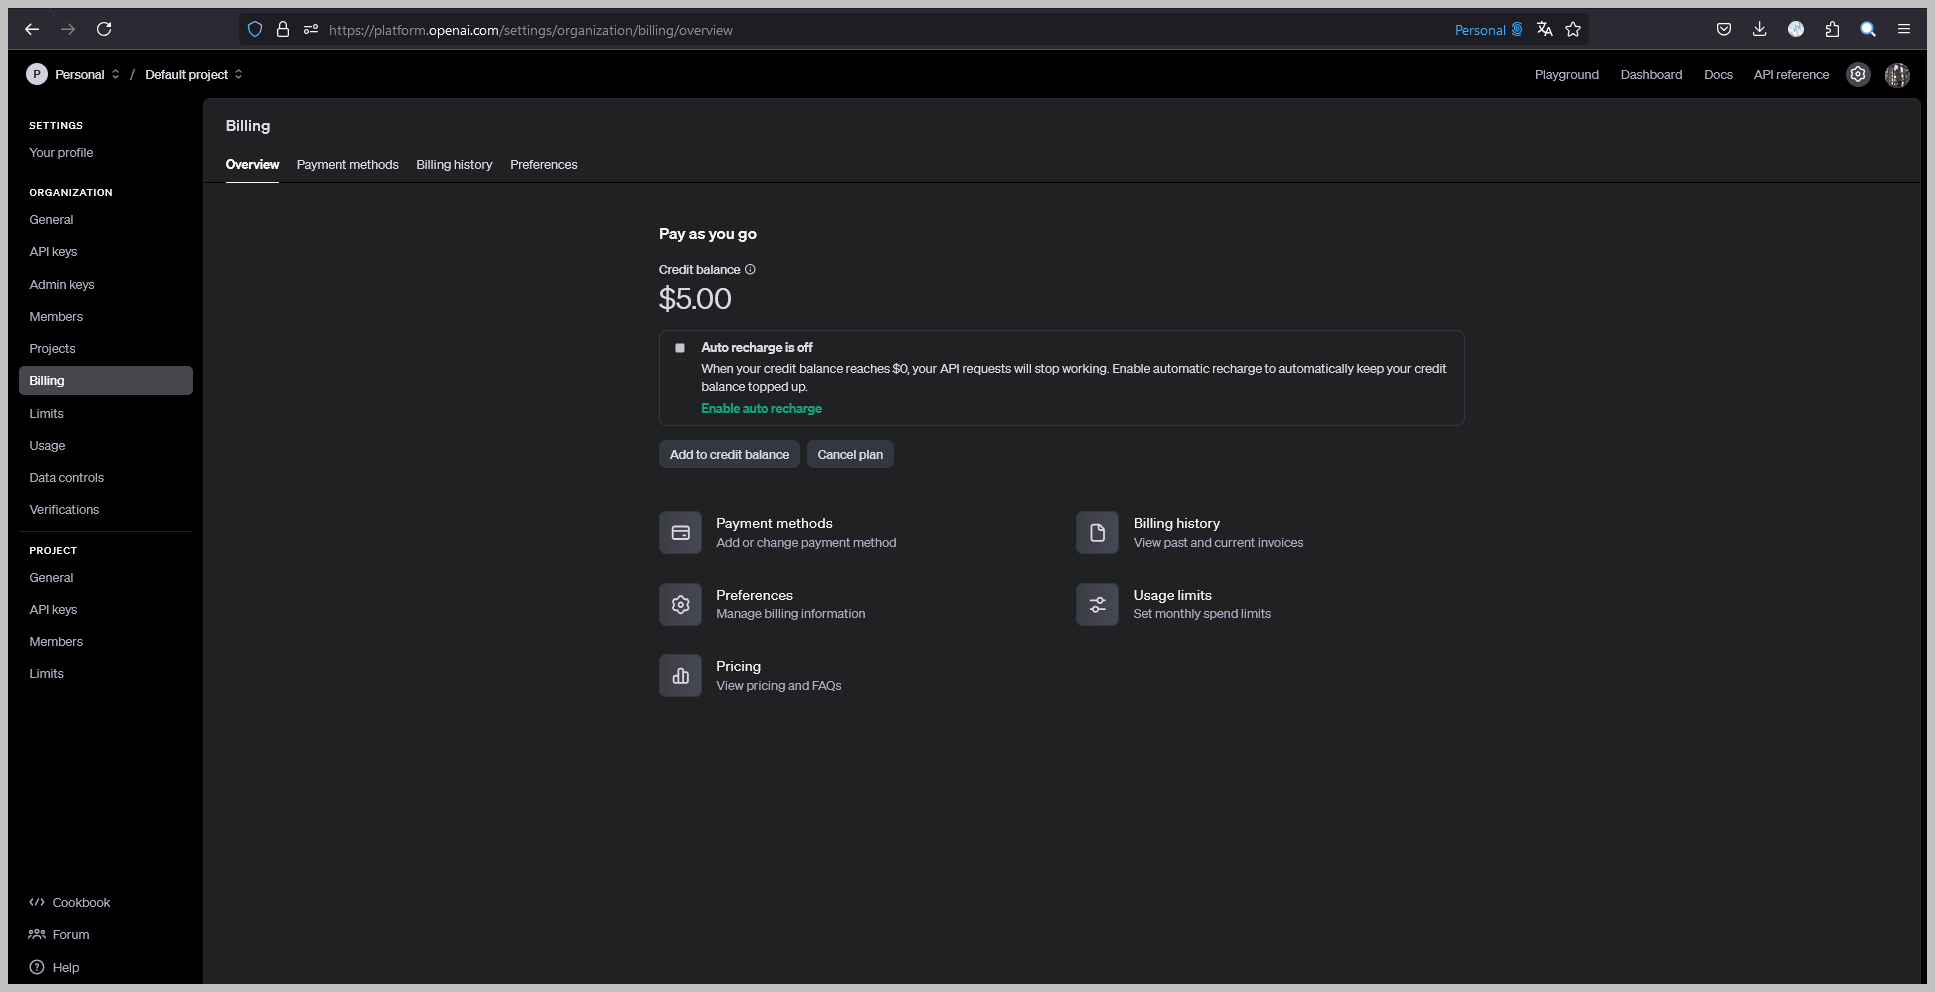 https://platform.openai.com/settings/organization/billing/overview
Personal
P Personal / Default project
Playground
Dashboard
Docs
API reference
SETTINGS
Your profile
ORGANIZATION
General
API keys
Admin keys
Members
Projects
Billing
Limits
Usage
Data controls
Verifications
PROJECT
General
API keys
Members
Limits
Cookbook
Forum
Help
Billing
Overview
Payment methods
Billing history
Preferences
Pay as you go
Credit balance
$5.00
Auto recharge is off
When your credit balance reaches $0, your API requests will stop working. Enable automatic recharge to automatically keep your credit
balance topped up.
Enable auto recharge
Add to credit balance
Cancel plan
Payment methods
Add or change payment method
Billing history
View past and current invoices
Preferences
Manage billing information
Usage limits
Set monthly spend limits
Pricing
View pricing and FAQs